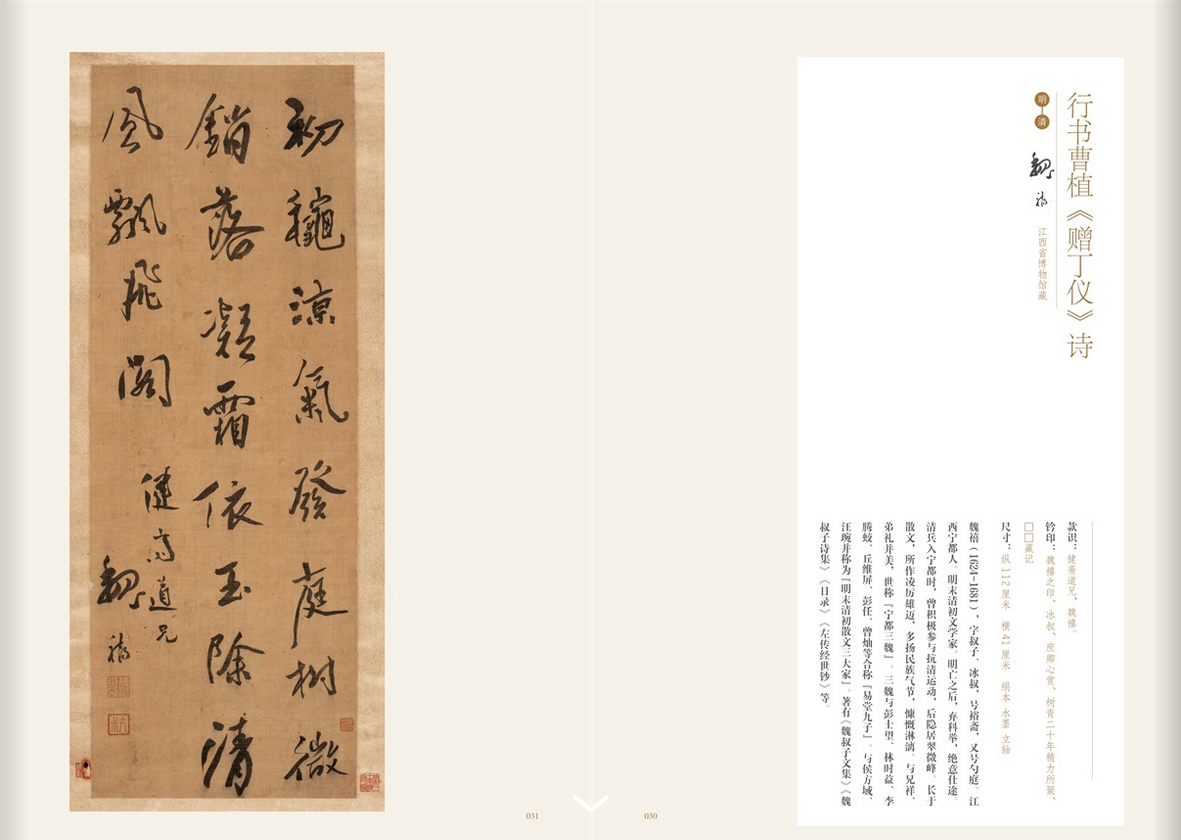 行书曹植《赠丁仪》诗
明 清 魏禧 江西省博物馆藏
款识：健斋道兄，魏禧。
钤印：魏禧之印、冰叔、庶卿心赏、树青二十年精力所聚、
□□藏记
尺寸：纵 112 厘米 横 41 厘米 绢本 水墨 立轴
魏禧（1624-1681），字叔子、冰叔，号裕斋，又号勺庭。江
西宁都人。明末清初文学家。明亡之后，弃科举，绝意仕途。
清兵入宁都时，曾积极参与抗清运动，后隐居翠微峰。长于
散文，所作凌厉雄迈，多扬民族气节，慷慨淋漓。与兄祥、
弟礼并美，世称『宁都三魏』。三魏与彭士望、林时益、李
腾蛟、丘维屏、彭任、曾灿等合称『易堂九子』。与侯方域、
汪琬并称为『明末清初散文三大家』。著有《魏叔子文集》《魏
叔子诗集》《日录》《左传经世钞》等。
030
初龝涼氣發庭樹微
銷落凝霜依玉除清
風飄飛閣
健齋道兄
魏禧
031